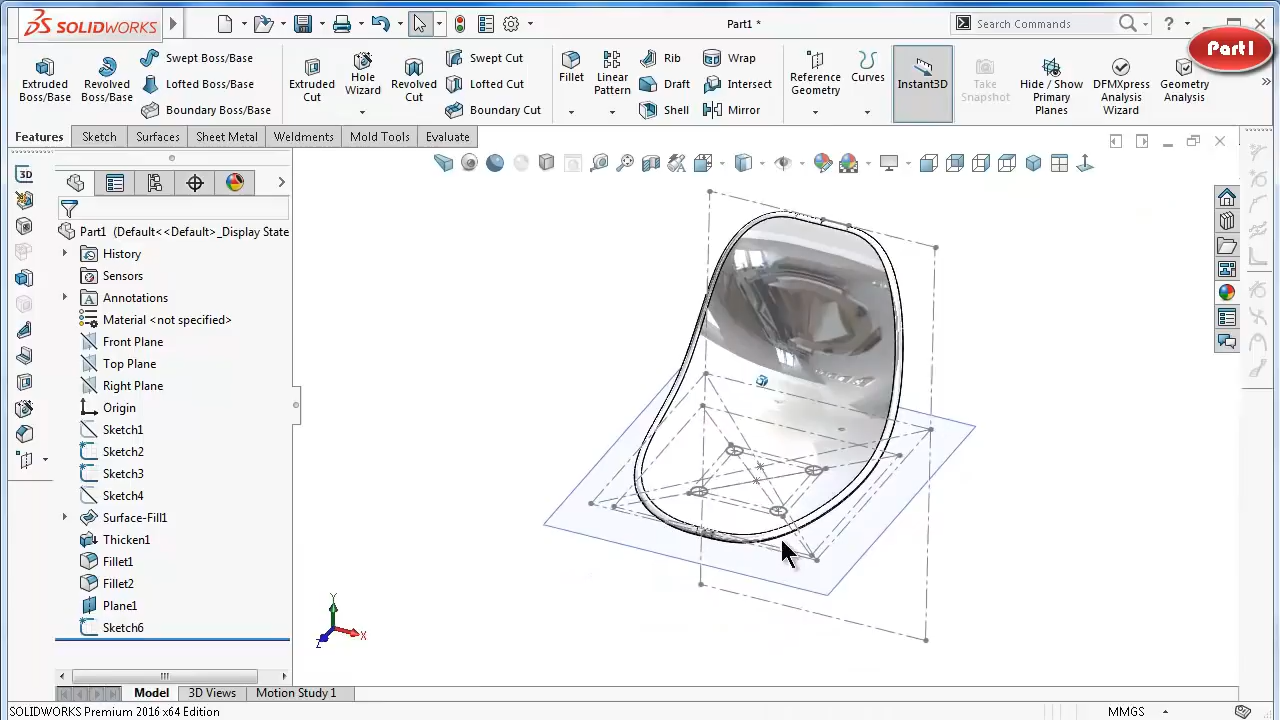 SOLIDWORKS
Part1 *
Search Commands
?
Part1
Extruded Boss/Base
Revolved Boss/Base
Swept Boss/Base
Lofted Boss/Base
Boundary Boss/Base
Extruded Cut
Hole Wizard
Revolved Cut
Swept Cut
Lofted Cut
Boundary Cut
Fillet
Linear Pattern
Rib
Draft
Shell
Wrap
Intersect
Mirror
Reference Geometry
Curves
Instant3D
Take Snapshot
Hide / Show Primary Planes
DFMXpress Analysis Wizard
Geometry Analysis
Features
Sketch
Surfaces
Sheet Metal
Weldments
Mold Tools
Evaluate
3D
Part1 (Default<<Default>_Display State
History
Sensors
Annotations
Material <not specified>
Front Plane
Top Plane
Right Plane
Origin
Sketch1
Sketch2
Sketch3
Sketch4
Surface-Fill1
Thicken1
Fillet1
Fillet2
Plane1
Sketch6
Y
X
Z
Model
3D Views
Motion Study 1
SOLIDWORKS Premium 2016 x64 Edition
MMGS